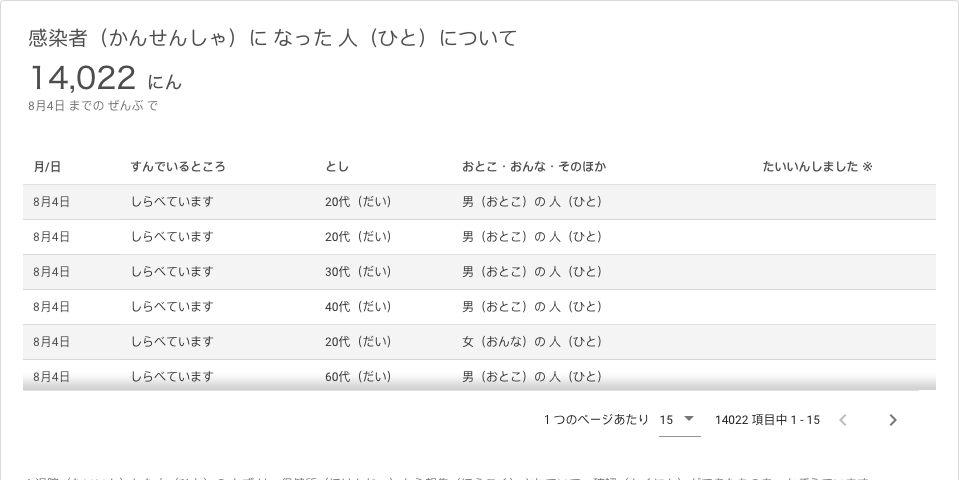 感染者（かんせんしゃ）に なった 人（ひと）について
14,022 にん
8月4日 までの ぜんぶ で
月/日 すんでいるところ とし おとこ・おんな・そのほか たいいんしました ※
8月4日 しらべています 20代（だい） 男（おとこ）の 人（ひと）
8月4日 しらべています 20代（だい） 男（おとこ）の 人（ひと）
8月4日 しらべています 30代（だい） 男（おとこ）の 人（ひと）
8月4日 しらべています 40代（だい） 男（おとこ）の 人（ひと）
8月4日 しらべています 20代（だい） 女（おんな）の 人（ひと）
8月4日 しらべています 60代（だい） 男（おとこ）の 人（ひと）
1 つのページあたり 15 14022 項目中 1 - 15